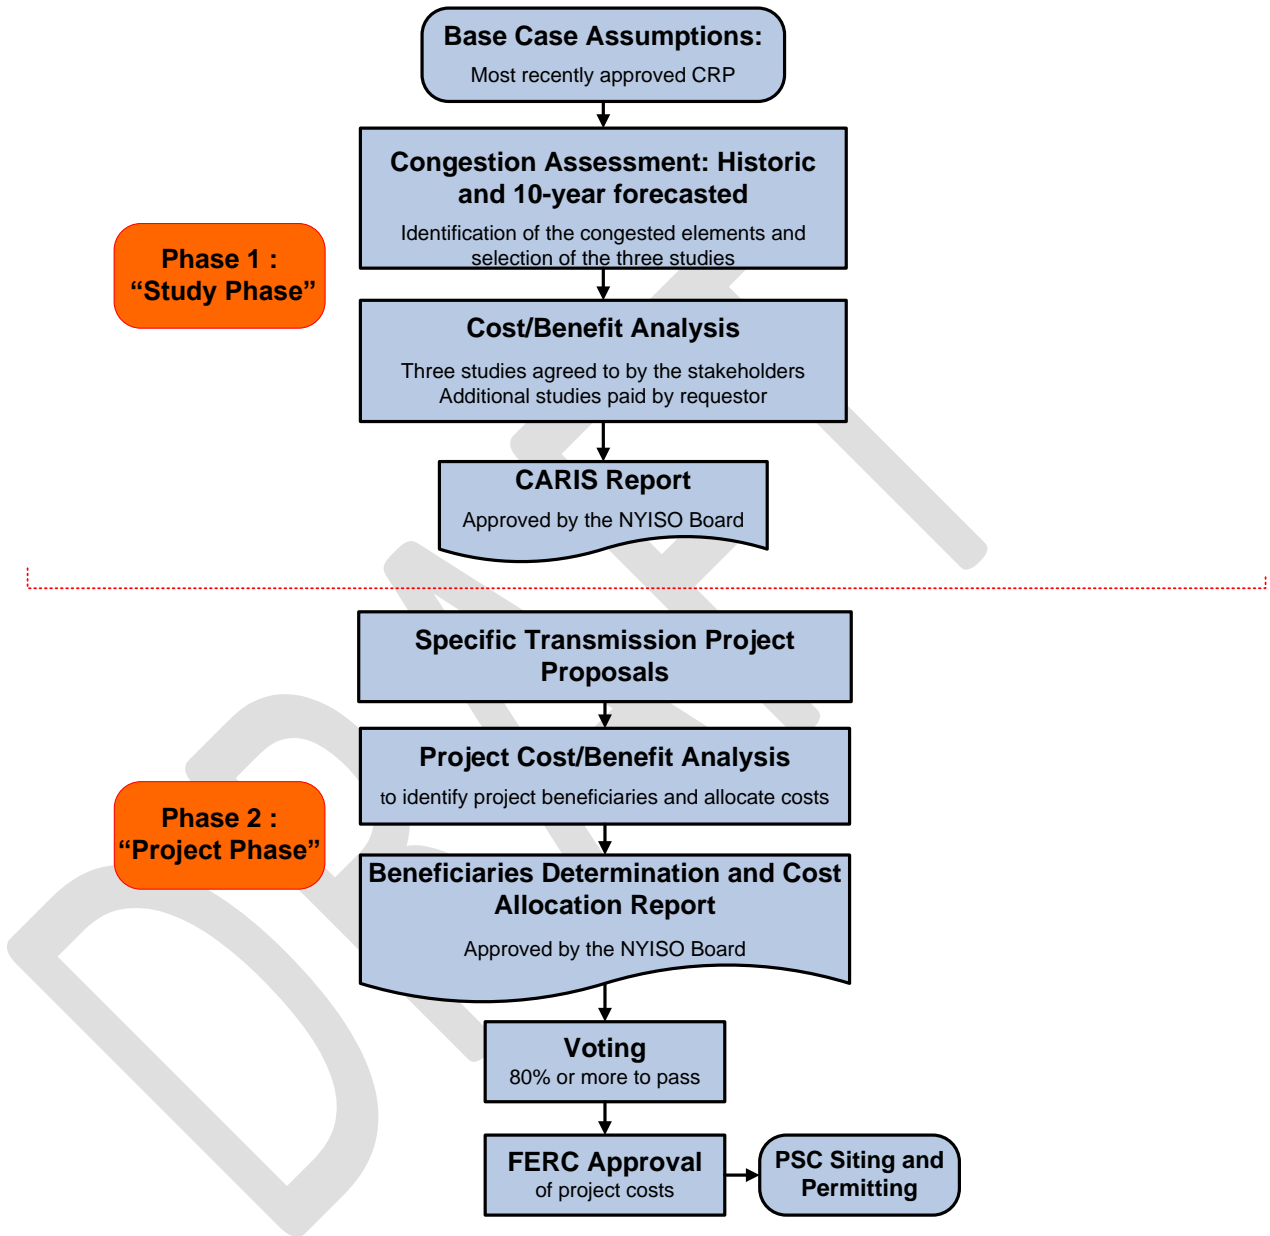 Base Case Assumptions:
Most recently approved CRP
Congestion Assessment: Historic
and 10-year forecasted
Identification of the congested elements and
selection of the three studies
Phase 1 :
“Study Phase”
Cost/Benefit Analysis
Three studies agreed to by the stakeholders
Additional studies paid by requestor
CARIS Report
Approved by the NYISO Board
Specific Transmission Project
Proposals
Project Cost/Benefit Analysis
to identify project beneficiaries and allocate costs
Phase 2 :
“Project Phase”
Beneficiaries Determination and Cost
Allocation Report
Approved by the NYISO Board
Voting
80% or more to pass
FERC Approval
of project costs
PSC Siting and
Permitting
DRAFT